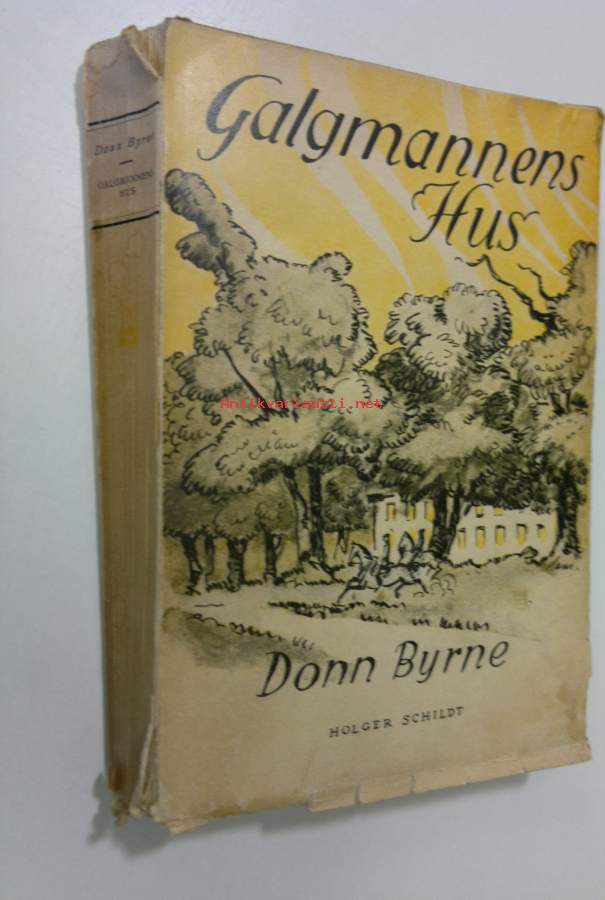 Galgmannens
Hus
Donn Byrne
HOLGER SCHILDT
Donn Byrne
GALGMANNENS
HUS
Antikvariaatti.net